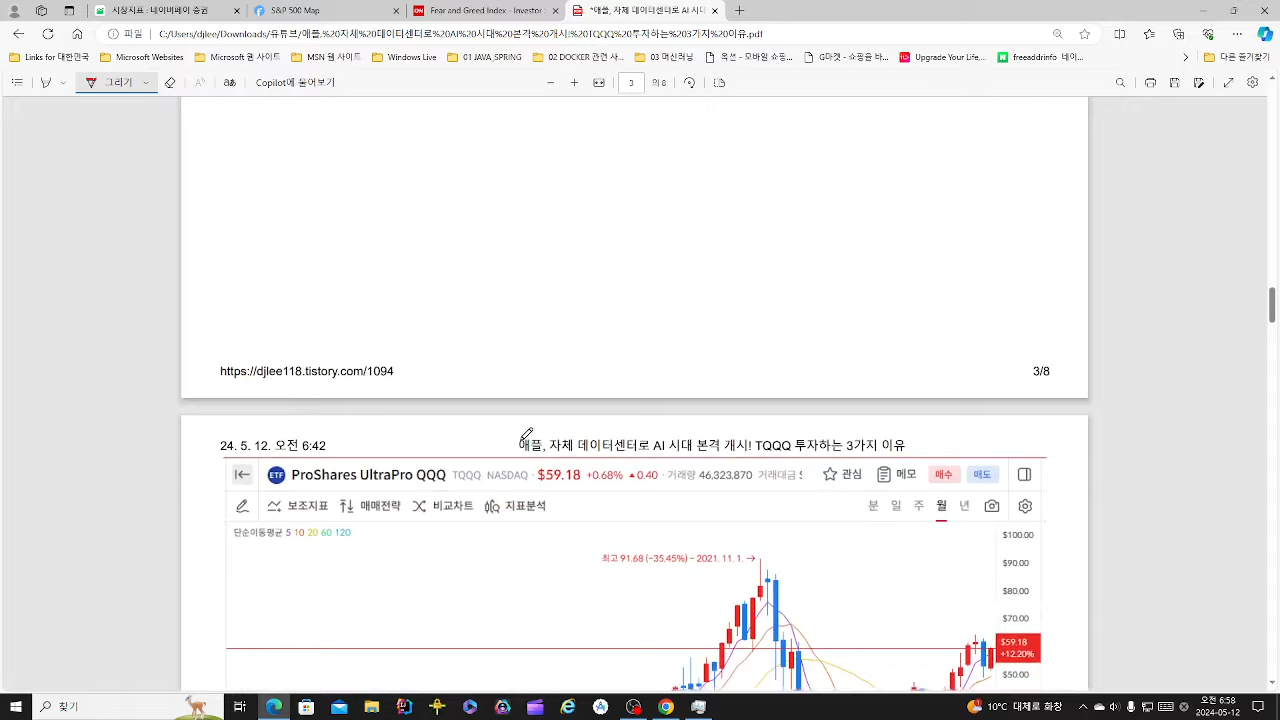 시장지표 : 네이버페이 증권
S&P 500 Map
Fear and Greed Index - Investor S
*애플, 자체 데이터센터로 AI 시대
파일 C:/Users/djlee/Downloads/유튜브/애플,%20자체%20데이터센터로%20AI%20시대%20본격%20개시!%20TQQQ%20투자하는%203가지%20이유.pdf
Links for 대한민국
Microsoft Websites
Microsoft 웹 사이트
MSN 웹 사이트
Windows Live
01 JAVA,SPRING
02 DOCKER 관련 사...
03 머신러닝
옥션 - 모바일 쇼핑...
G마켓 - 쇼핑을 바...
Upgrade Your Life,...
freeadrinfo 네이...
다른 즐겨찾기
그리기
Copilot에 물어보기
3 의 8
https://djlee118.tistory.com/1094 3/8
24. 5. 12. 오전 6:42 애플, 자체 데이터센터로 AI 시대 본격 개시! TQQQ 투자하는 3가지 이유
ETF ProShares UltraPro QQQ TQQQ NASDAQ · $59.18 +0.68% ▲0.40 · 거래량 46,323,870 거래대금 관심 메모 매수 매도
보조지표 매매전략 비교차트 지표분석 분 일 주 월 년
단순이동평균 5 10 20 60 120
$100.00
최고 91.68 (−35.45%) − 2021. 11. 1. →
$90.00
$80.00
$70.00
$59.18
+12.20%
$50.00
찾기
10°C 대체로 화창
오전 6:58
2024-05-12